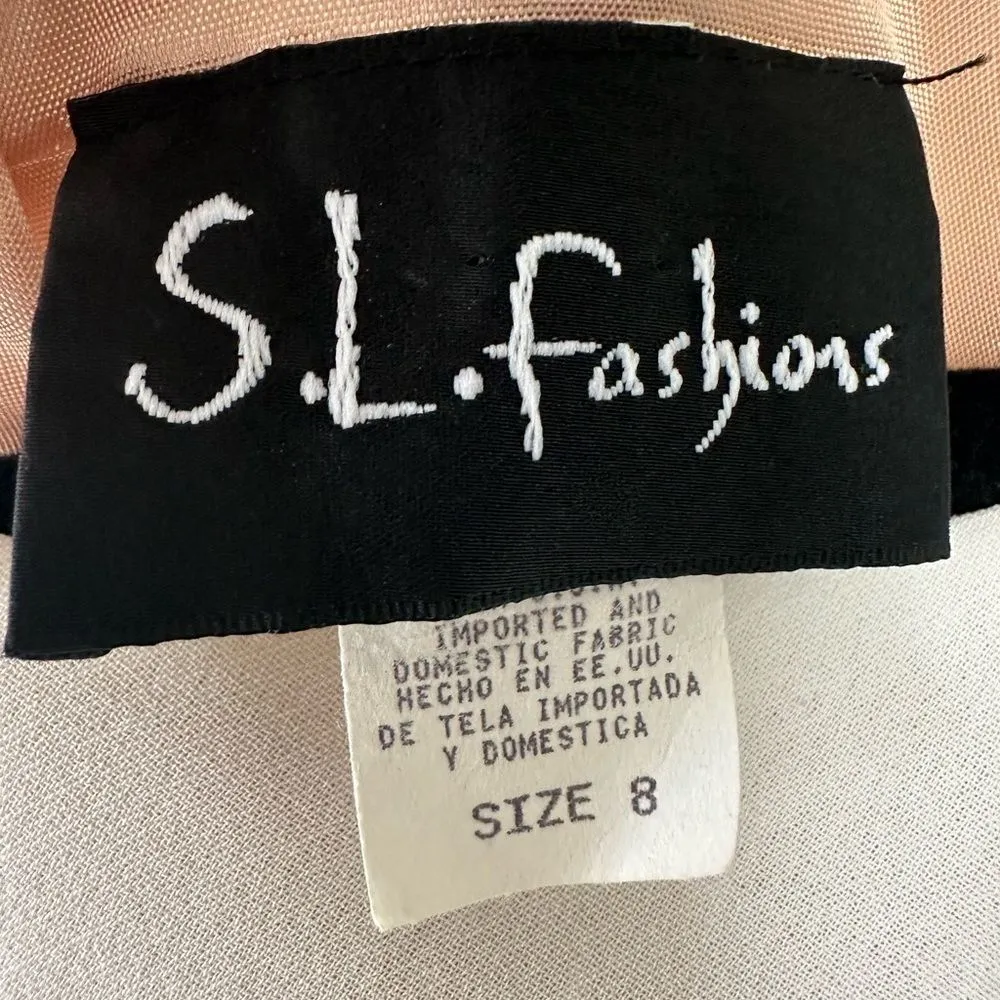 S.L. Fashions
IMPORTED AND
DOMESTIC FABRIC
HECHO EN EE.UU.
DE TELA IMPORTADA
Y DOMESTICA
SIZE 8